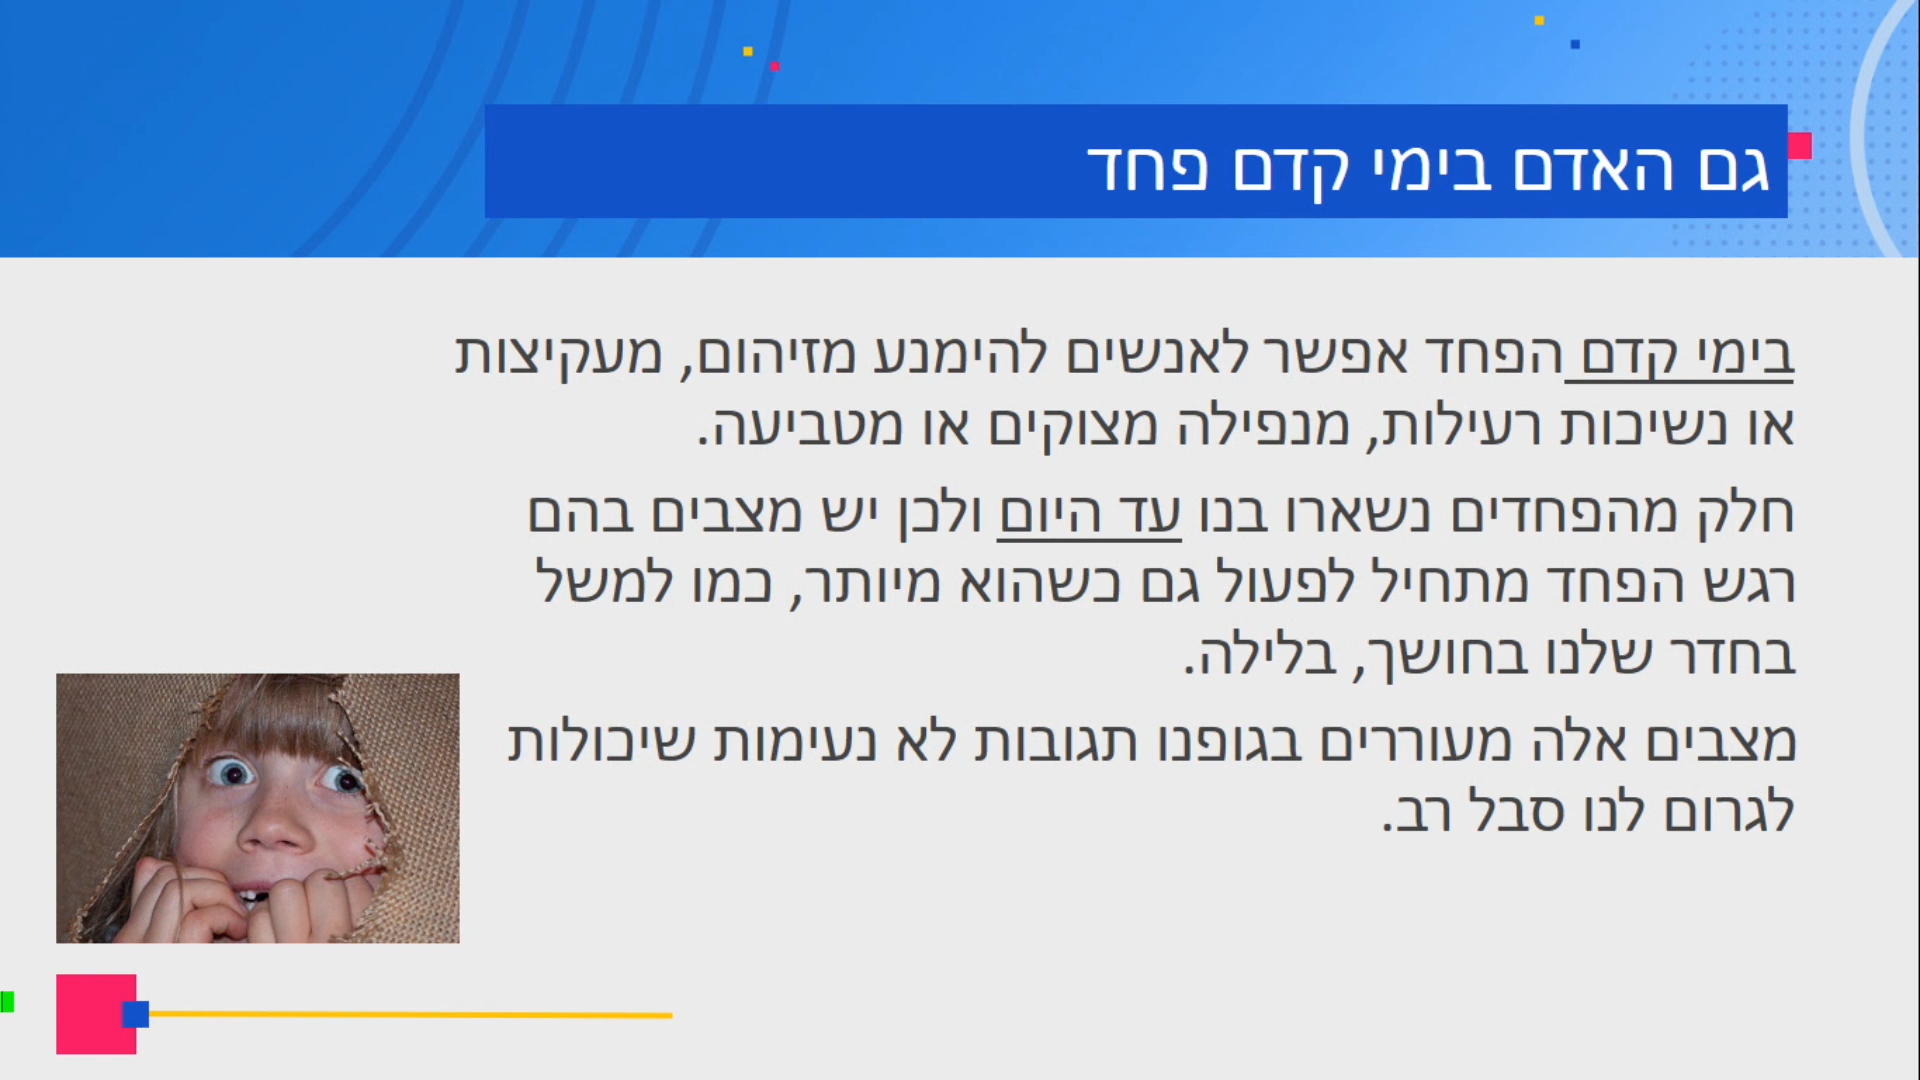 גם האדם בימי קדם פחד
בימי קדם הפחד אפשר לאנשים להימנע מזיהום, מעקיצות
או נשיכות רעילות, מנפילה מצוקים או מטביעה.
חלק מהפחדים נשארו בנו עד היום ולכן יש מצבים בהם
רגש הפחד מתחיל לפעול גם כשהוא מיותר, כמו למשל
בחדר שלנו בחושך, בלילה.
מצבים אלה מעוררים בגופנו תגובות לא נעימות שיכולות
לגרום לנו סבל רב.